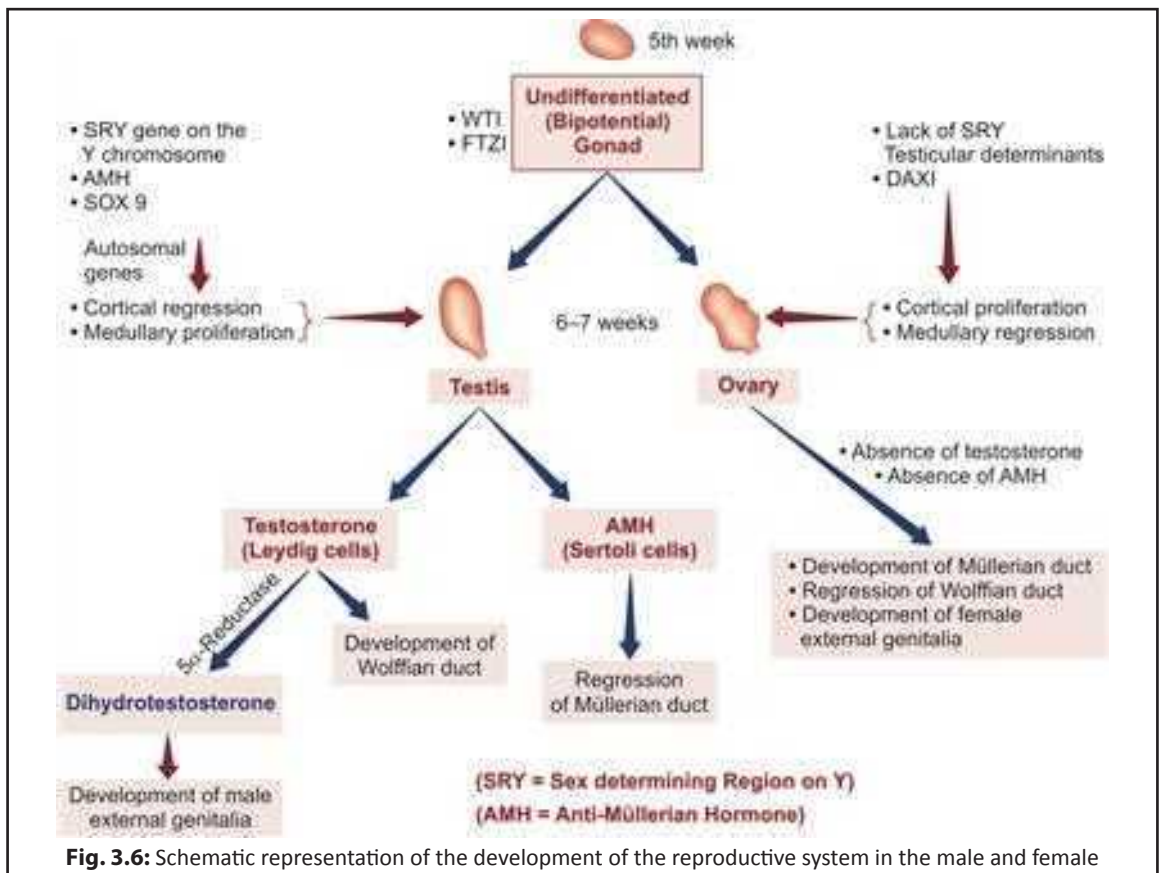 5th week
Undifferentiated
(Bipotential)
Gonad
• WTI
• FTZI
• SRY gene on the
Y chromosome
• AMH
• SOX 9
Autosomal
genes
• Cortical regression
• Medullary proliferation
• Lack of SRY
Testicular determinants
• DAXI
• Cortical proliferation
• Medullary regression
6–7 weeks
Testis
Ovary
• Absence of testosterone
• Absence of AMH
Testosterone
(Leydig cells)
AMH
(Sertoli cells)
• Development of Müllerian duct
• Regression of Wolffian duct
• Development of female
external genitalia
5α-Reductase
Development of
Wolffian duct
Regression
of Müllerian duct
Dihydrotestosterone
Development of male
external genitalia
(SRY = Sex determining Region on Y)
(AMH = Anti-Müllerian Hormone)
Fig. 3.6: Schematic representation of the development of the reproductive system in the male and female